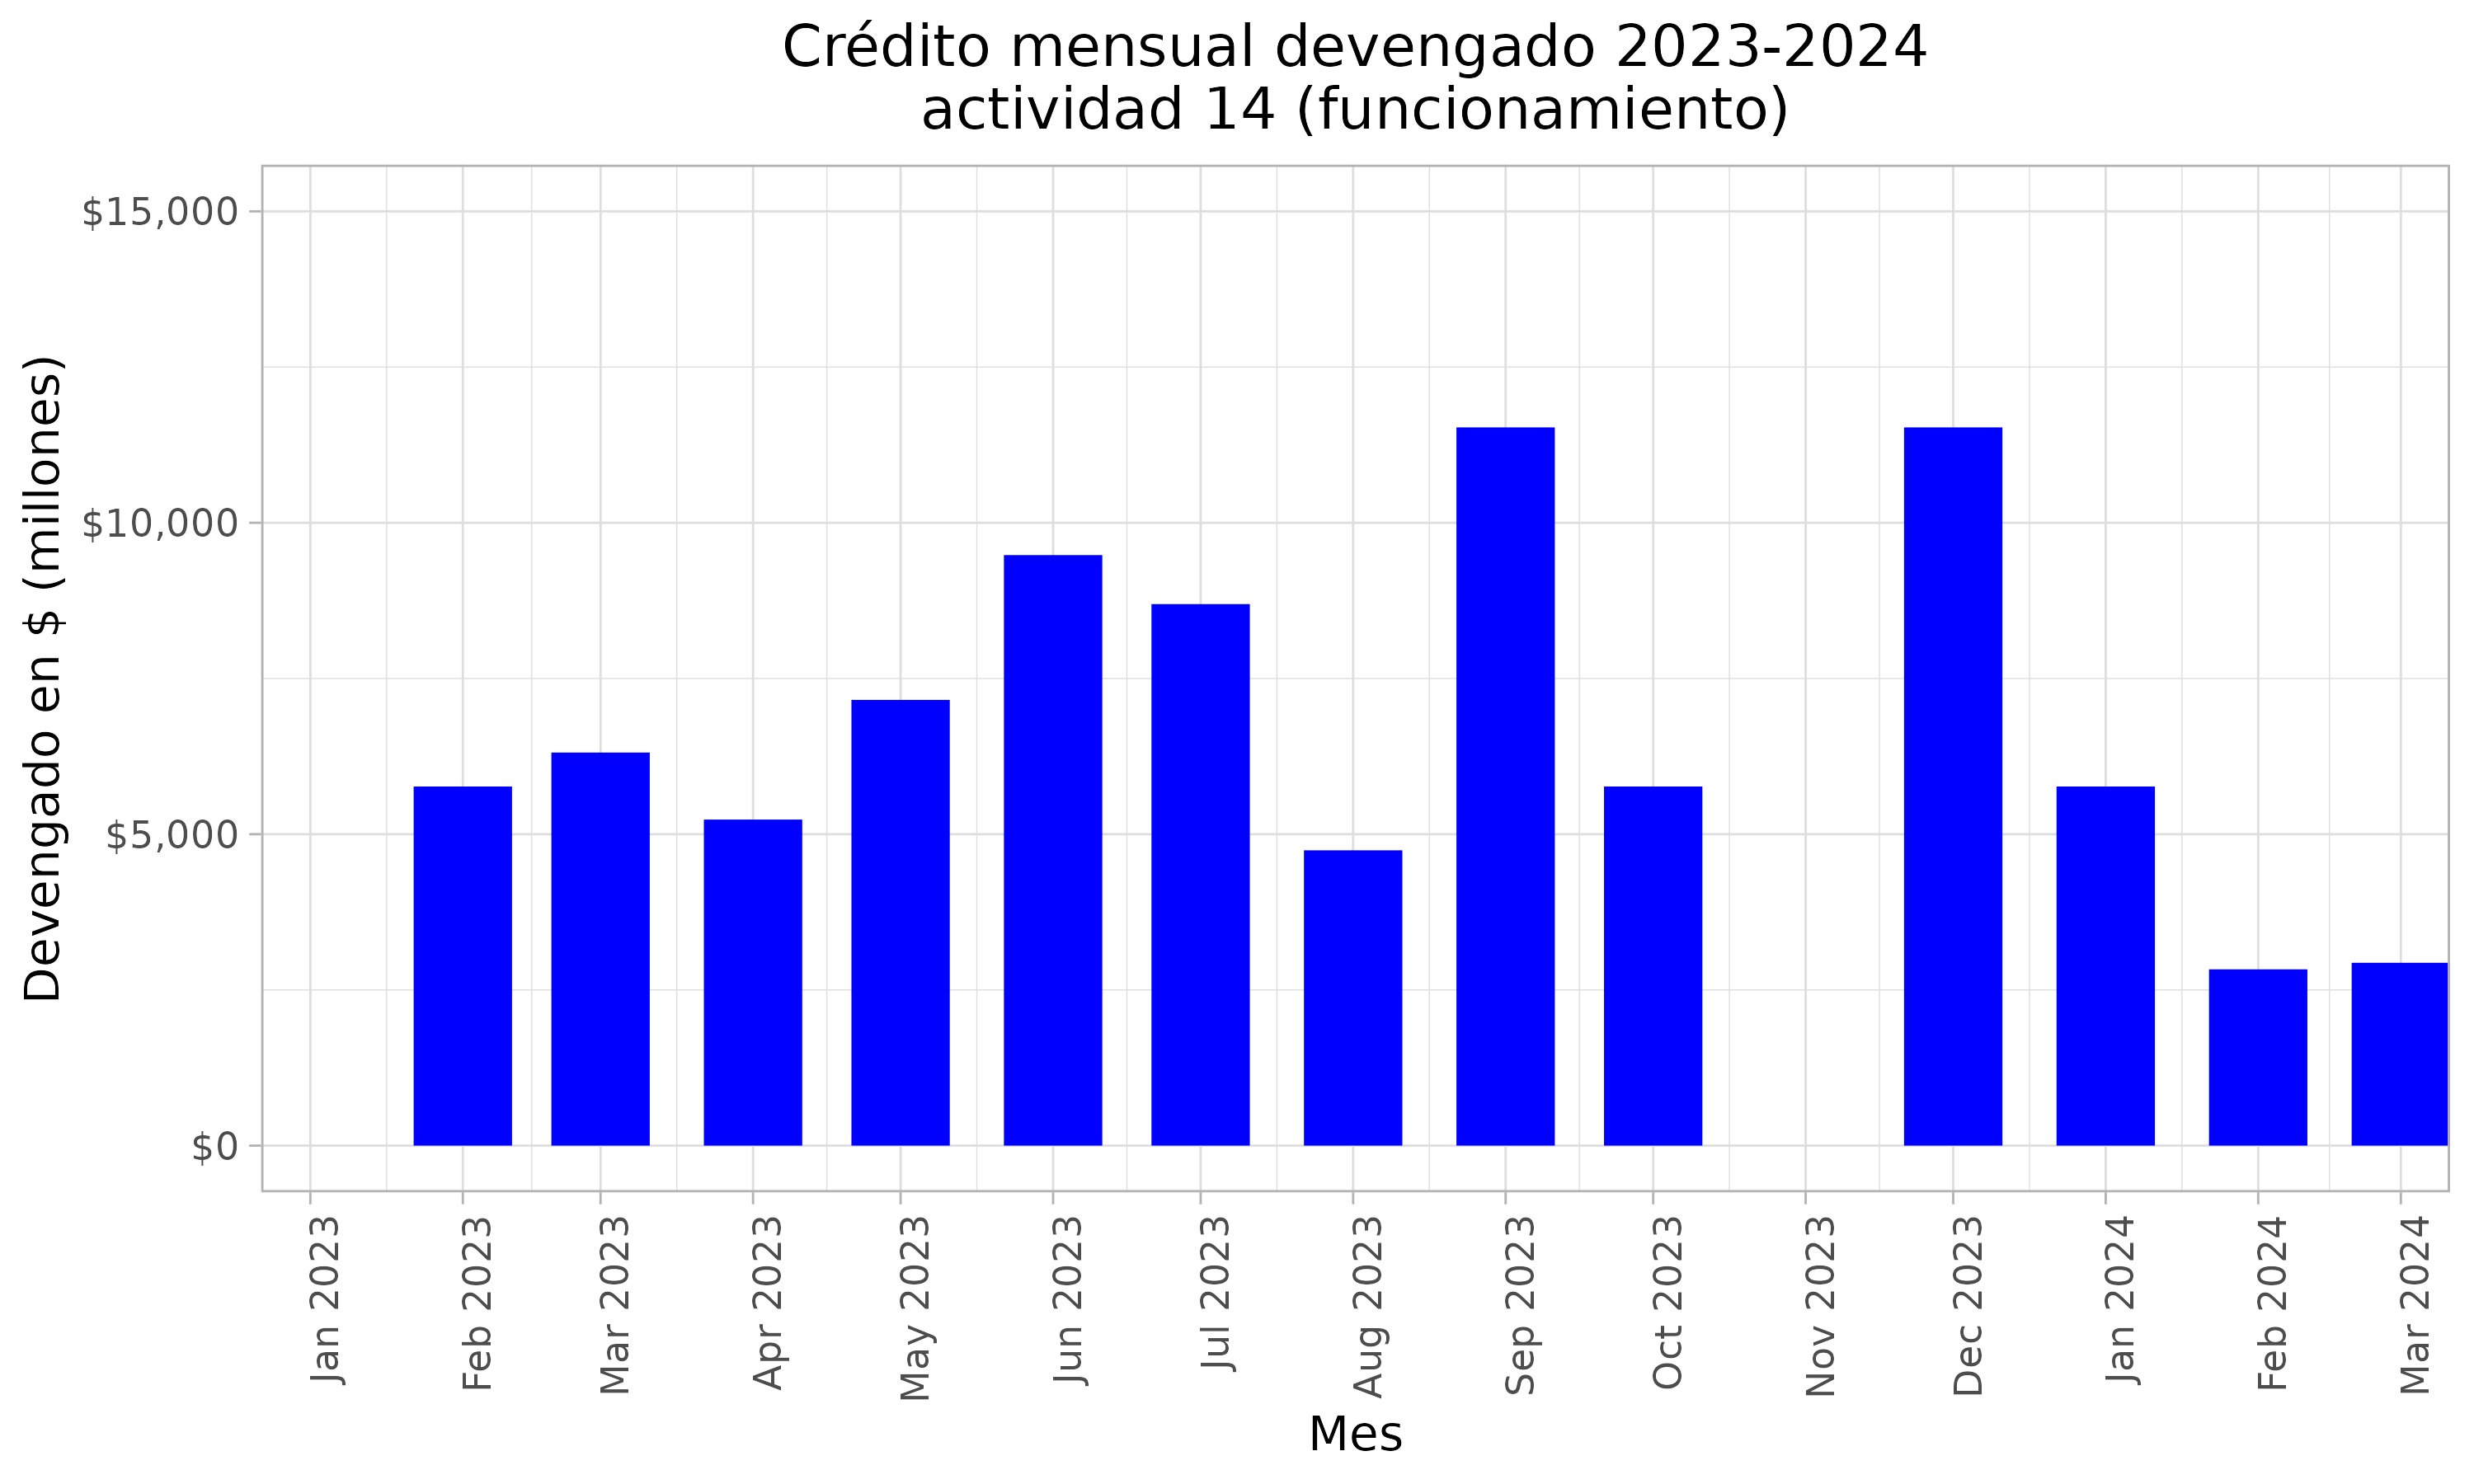 Crédito mensual devengado 2023-2024
actividad 14 (funcionamiento)
Devengado en $ (millones)
$15,000
$10,000
$5,000
$0
Jan 2023
Feb 2023
Mar 2023
Apr 2023
May 2023
Jun 2023
Jul 2023
Aug 2023
Sep 2023
Oct 2023
Nov 2023
Dec 2023
Jan 2024
Feb 2024
Mar 2024
Mes